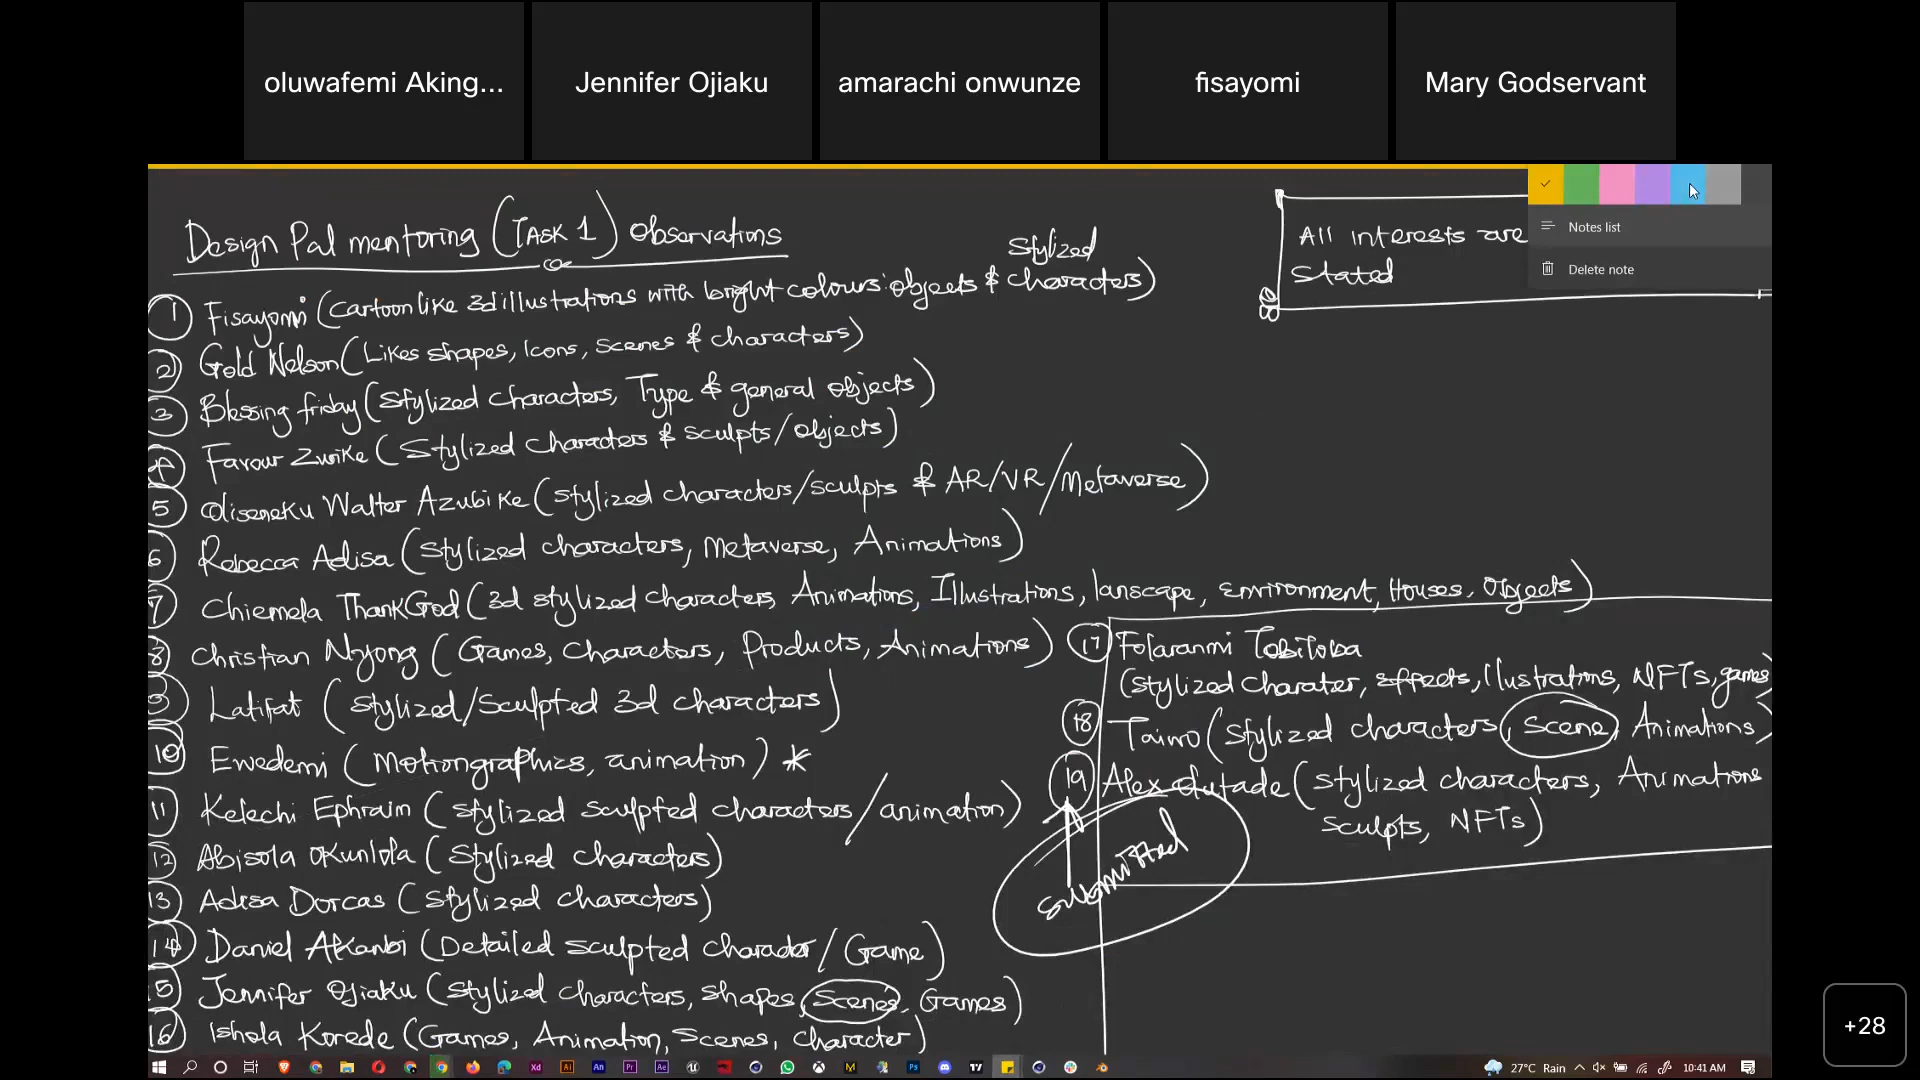 oluwafemi Aking...
Jennifer Ojiaku
amarachi onwunze
fisayomi
Mary Godservant
Design Pal mentoring (TASK 1) Observations
All interests are
Stated
Notes list
Delete note
Stylized
1 Fisayomi (Cartoon like 3d illustrations with bright colours objects & characters)
2 Gold Nelson (Likes shapes, Icons, scenes & characters)
3 Blessing friday (Stylized characters, Type & general objects)
4 Favour Zurike (Stylized characters & sculpts/objects)
5 Oliseneku Walter Azubike (Stylized characters/sculpts & AR/VR/Metaverse)
6 Rebecca Adisa (Stylized characters, Metaverse, Animations)
7 Chiemela ThankGod (3d stylized characters Animations, Illustrations, lanscape, environment, Houses, Objects)
8 Christian Nyong (Games, characters, Products, Animations)
9 Latifat (stylized/Sculpted 3d characters)
10 Ewedemi (Motiongraphics, animation) *
11 Kelechi Ephraim (stylized sculpted characters/animation)
12 Abisola Okunlola (Stylized characters)
13 Adisa Dorcas (Stylized characters)
14 Daniel Akanbi (Detailed sculpted character/Game)
15 Jennifer Ojiaku (stylized characters, shapes, Scenes, Games)
16 Ishola Korede (Games, Animation, Scenes, character)
17 Folaranmi Tobiloba
(stylized charater, effects, Ilustrations, NFTs, games
18 Taiwo (stylized characters, Scene, Animations)
19 Alex (stylized characters, Animations
sculpts, NFTs)
submitted
+28
27°C Rain
10:41 AM